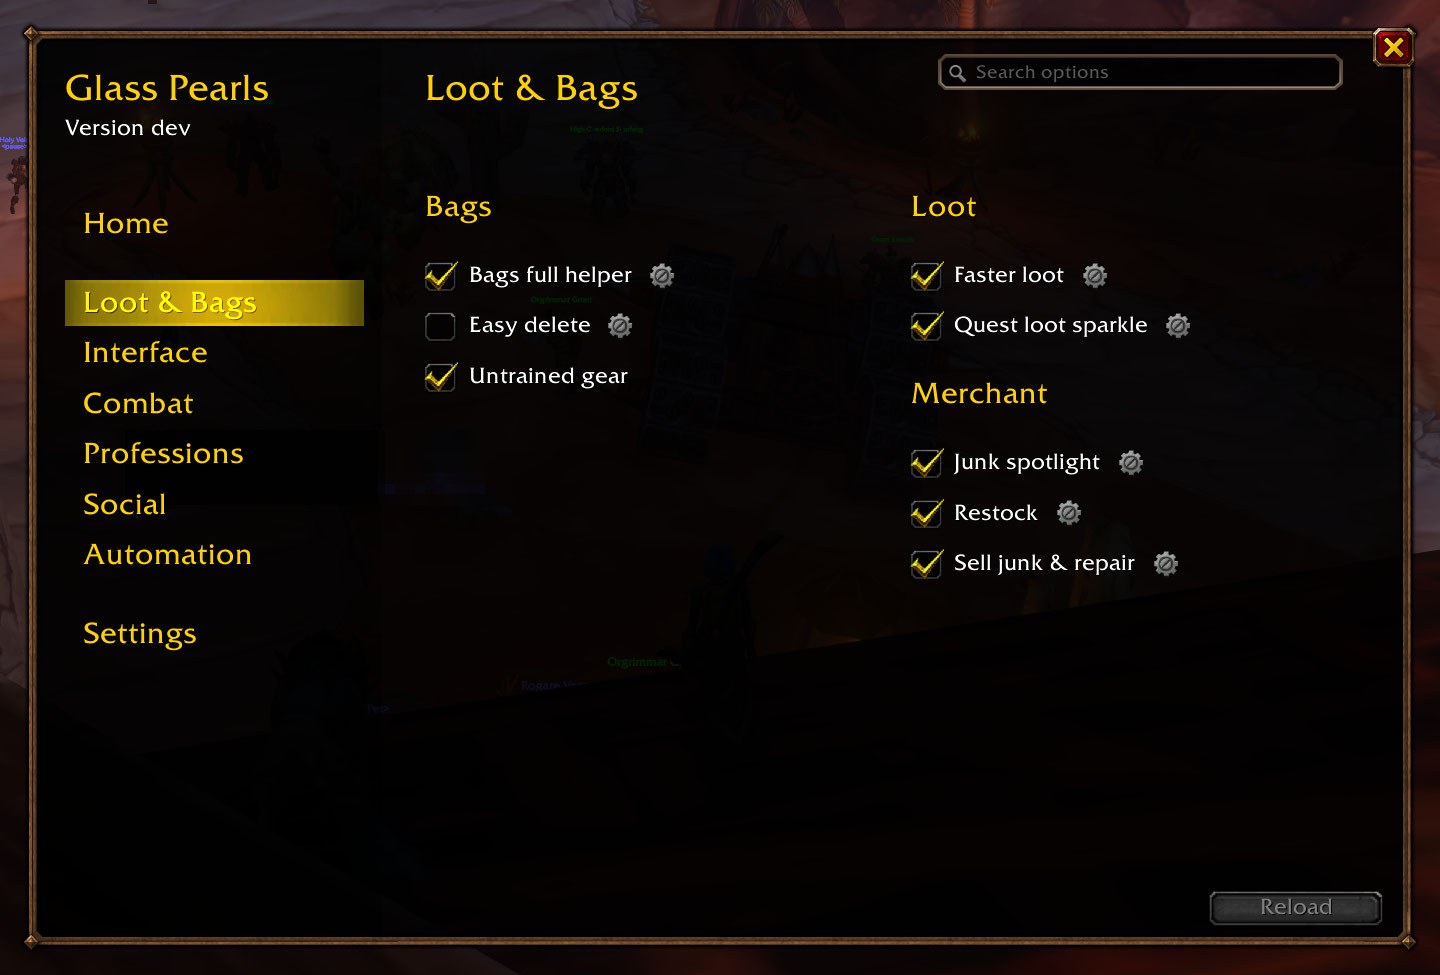 Glass Pearls
Version dev
Home
Loot & Bags
Interface
Combat
Professions
Social
Automation
Settings
Loot & Bags
Search options
Bags
Bags full helper
Easy delete
Untrained gear
Loot
Faster loot
Quest loot sparkle
Merchant
Junk spotlight
Restock
Sell junk & repair
Orgrimmar
Reload